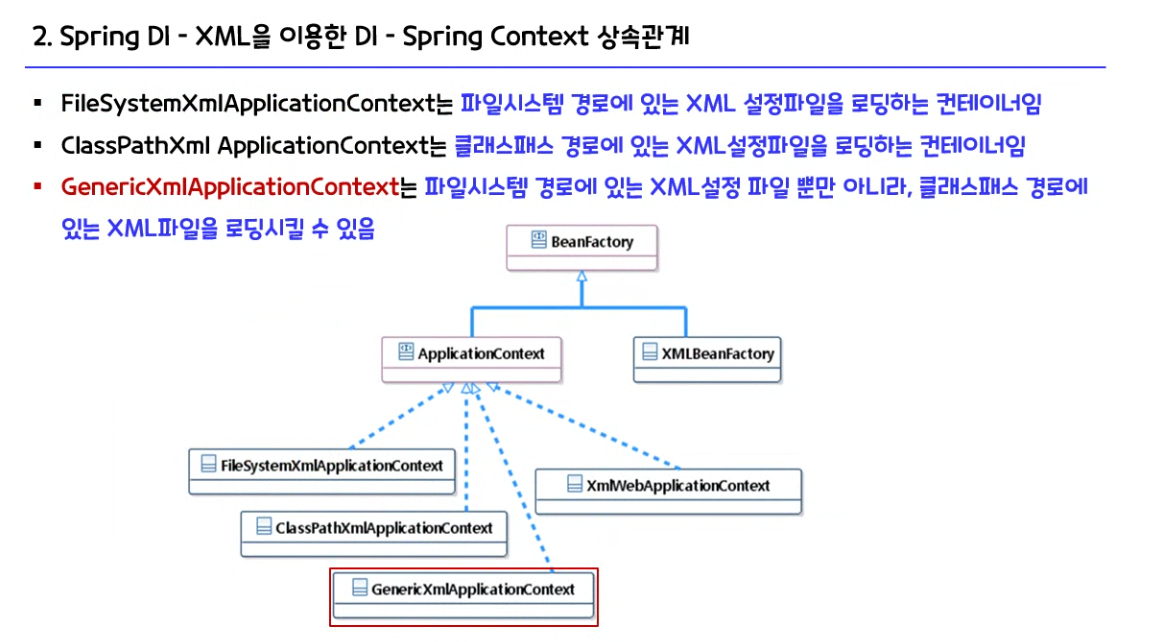 2. Spring DI - XML을 이용한 DI - Spring Context 상속관계
▪ FileSystemXmlApplicationContext는 파일시스템 경로에 있는 XML 설정파일을 로딩하는 컨테이너임
▪ ClassPathXml ApplicationContext는 클래스패스 경로에 있는 XML설정파일을 로딩하는 컨테이너임
▪ GenericXmlApplicationContext는 파일시스템 경로에 있는 XML설정 파일 뿐만 아니라, 클래스패스 경로에
있는 XML파일을 로딩시킬 수 있음
BeanFactory
ApplicationContext
XMLBeanFactory
FileSystemXmlApplicationContext
XmlWebApplicationContext
ClassPathXmlApplicationContext
GenericXmlApplicationContext